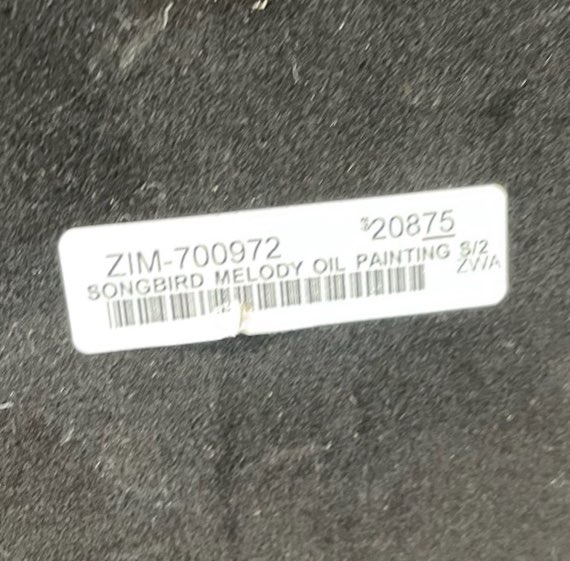 ZIM-700972 $20875
SONGBIRD MELODY OIL PAINTING S/2
ZWA